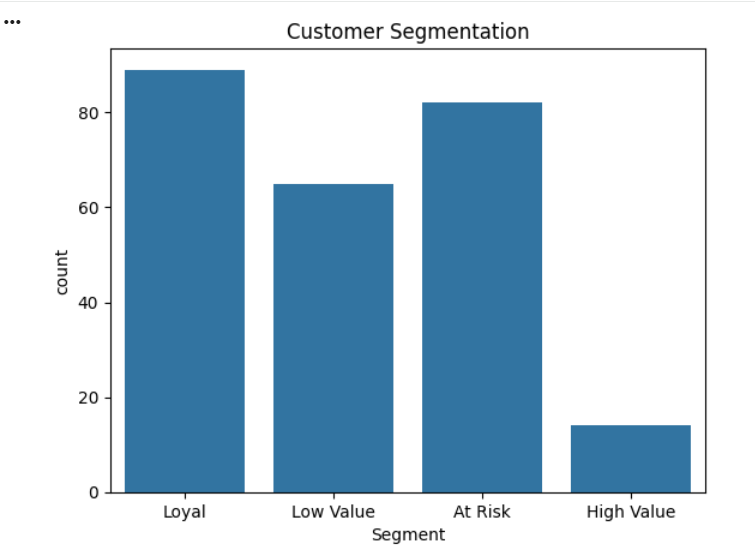 ...
Customer Segmentation
80
60
40
20
0
count
Loyal Low Value At Risk High Value
Segment